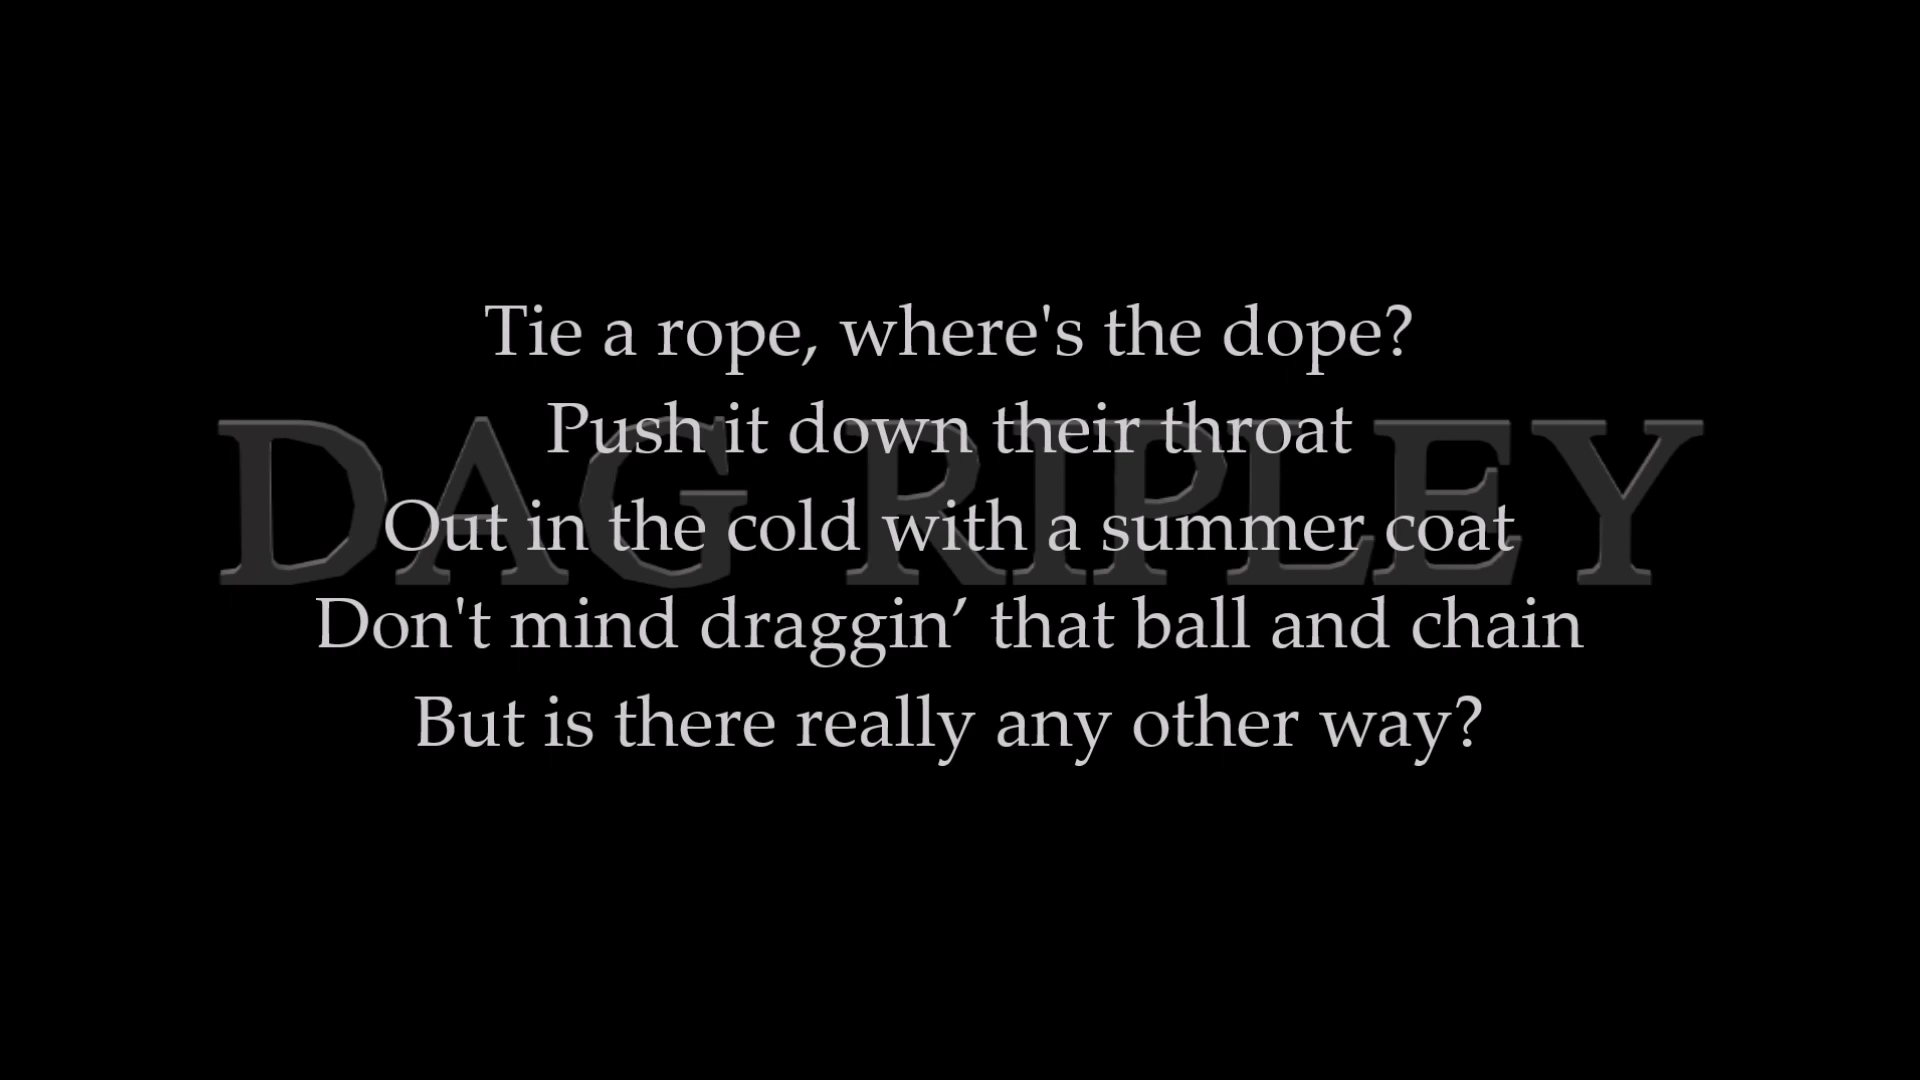 Tie a rope, where's the dope?
Push it down their throat
DAG RIPLEY
Out in the cold with a summer coat
Don't mind draggin’ that ball and chain
But is there really any other way?